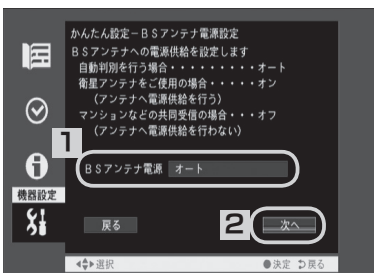 かんたん設定－BSアンテナ電源設定
BSアンテナへの電源供給を設定します
自動判別を行う場合・・・・・・・・・オート
衛星アンテナをご使用の場合・・・・・オン
（アンテナへ電源供給を行う）
マンションなどの共同受信の場合・・・オフ
（アンテナへ電源供給を行わない）
1
BSアンテナ電源 オート
機器設定
戻る
2
次へ
選択
決定
戻る